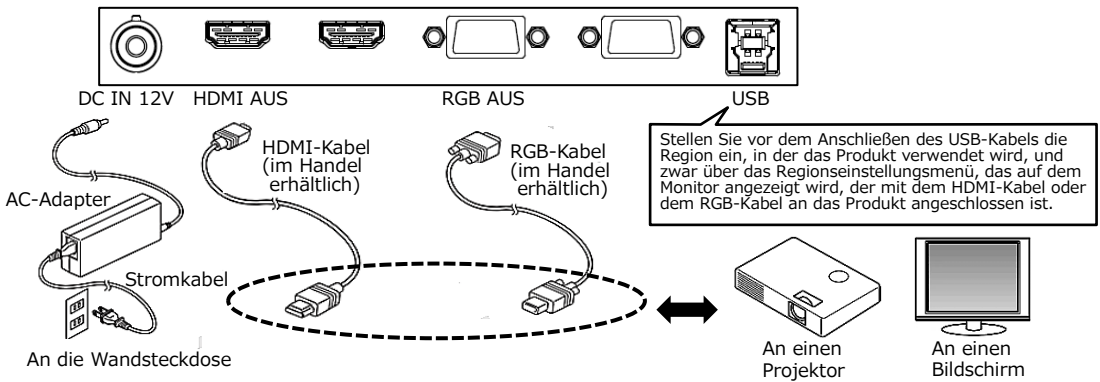 DC IN 12V
HDMI AUS
RGB AUS
USB
Stellen Sie vor dem Anschließen des USB-Kabels die
Region ein, in der das Produkt verwendet wird, und
zwar über das Regionseinstellungsmenü, das auf dem
Monitor angezeigt wird, der mit dem HDMI-Kabel oder
dem RGB-Kabel an das Produkt angeschlossen ist.
HDMI-Kabel
(im Handel
erhältlich)
RGB-Kabel
(im Handel
erhältlich)
AC-Adapter
Stromkabel
An die Wandsteckdose
An einen
Projektor
An einen
Bildschirm